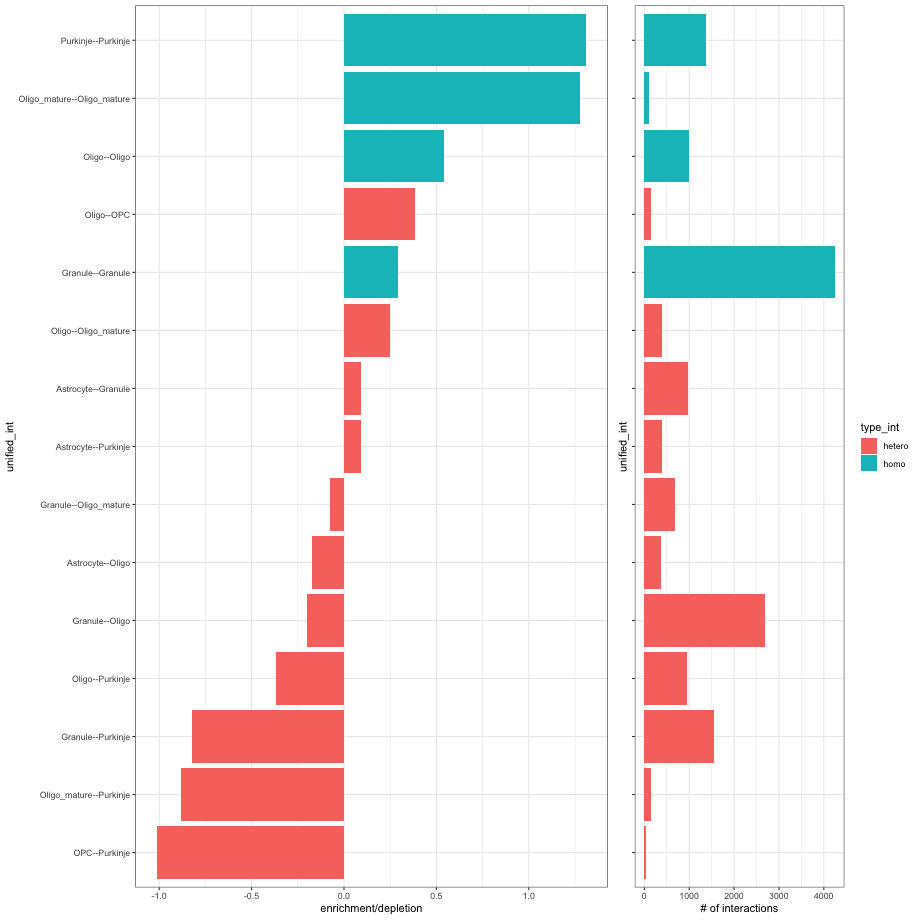 unified_int
Purkinje--Purkinje
Oligo_mature--Oligo_mature
Oligo--Oligo
Oligo--OPC
Granule--Granule
Oligo--Oligo_mature
Astrocyte--Granule
Astrocyte--Purkinje
Granule--Oligo_mature
Astrocyte--Oligo
Granule--Oligo
Oligo--Purkinje
Granule--Purkinje
Oligo_mature--Purkinje
OPC--Purkinje
-1.0 -0.5 0.0 0.5 1.0
enrichment/depletion
unified_int
0 1000 2000 3000 4000
# of interactions
type_int
hetero
homo